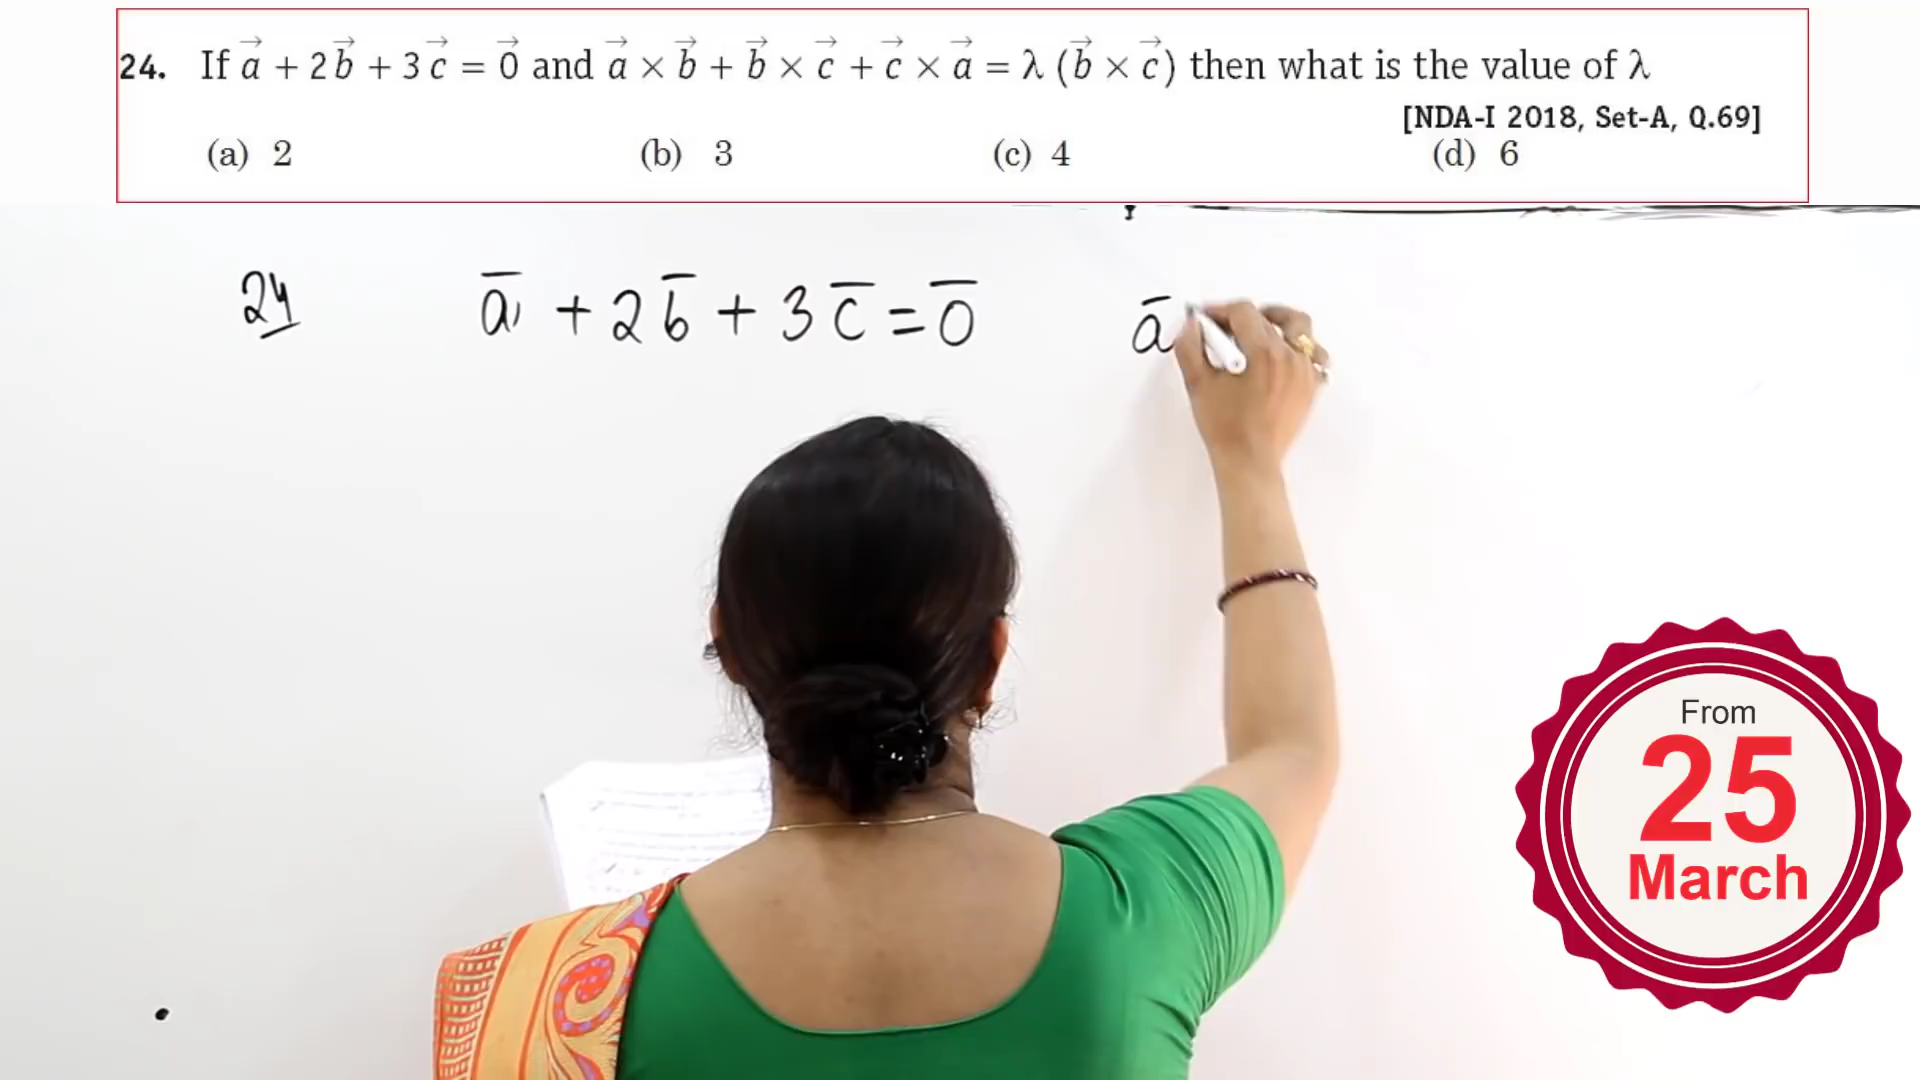 24. If a⃗ + 2b⃗ + 3c⃗ = 0⃗ and a⃗ × b⃗ + b⃗ × c⃗ + c⃗ × a⃗ = λ (b⃗ × c⃗) then what is the value of λ
[NDA-I 2018, Set-A, Q.69]
(a) 2 (b) 3 (c) 4 (d) 6
24 a̅ + 2b̅ + 3c̅ = 0̅ a̅
From
25
March